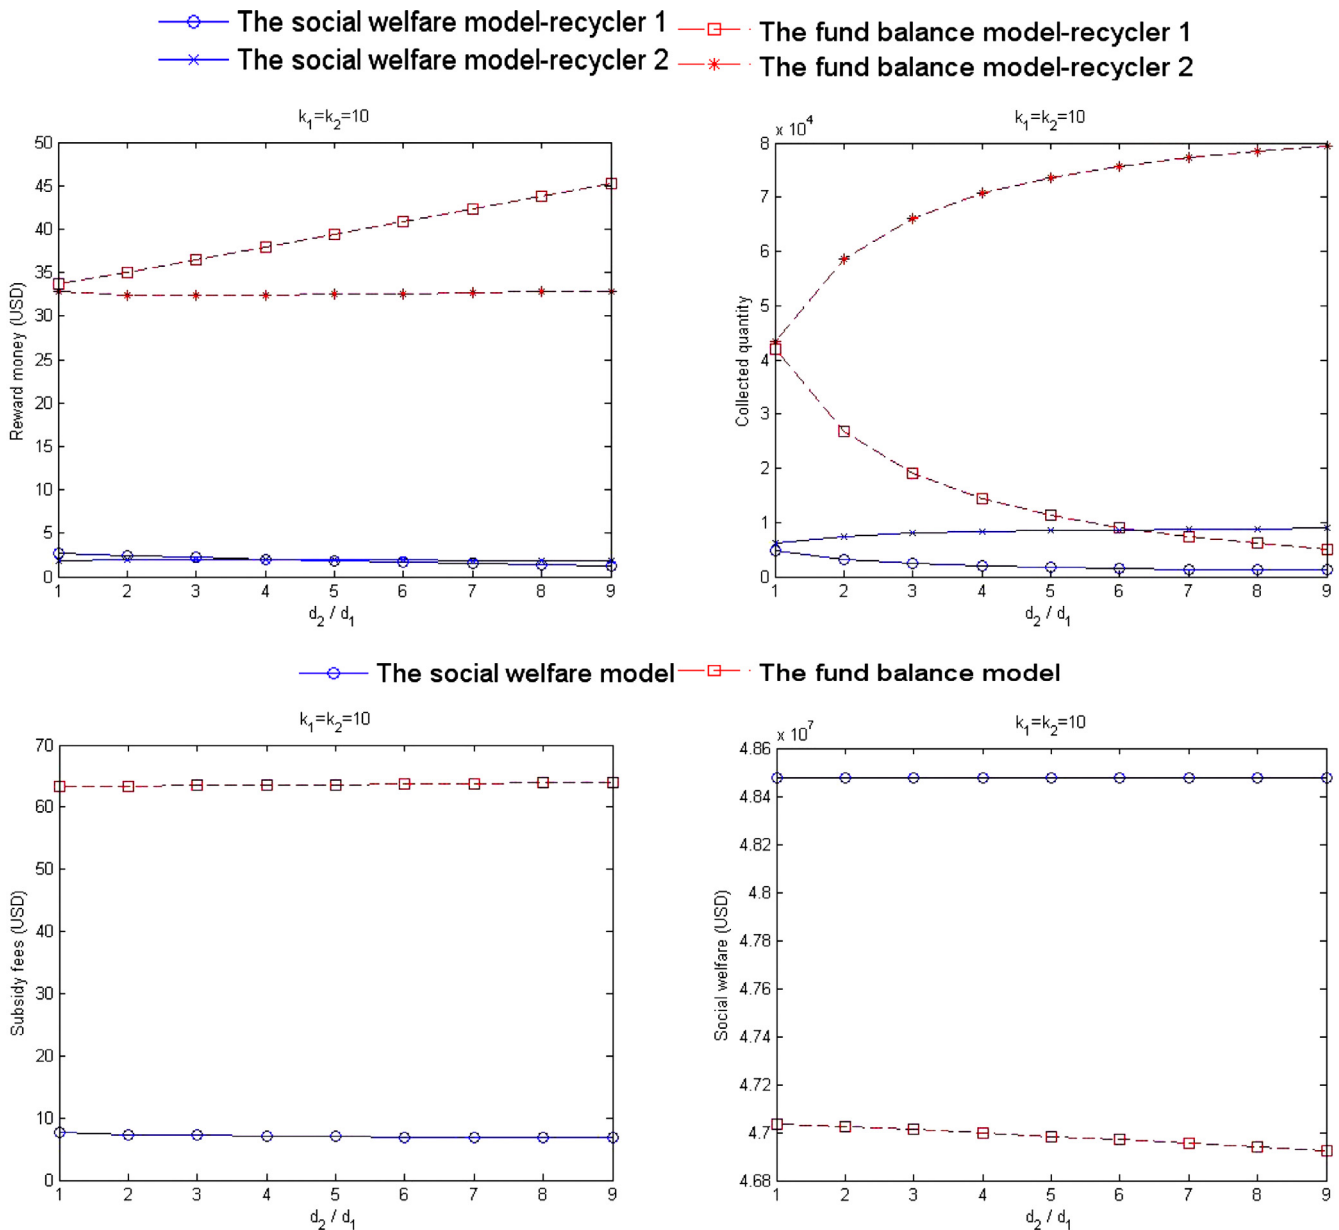 The social welfare model-recycler 1
The fund balance model-recycler 1
The social welfare model-recycler 2
The fund balance model-recycler 2
k1=k2=10
50
45
40
35
30
25
20
15
10
5
0
Reward money (USD)
1 2 3 4 5 6 7 8 9
d2 / d1
k1=k2=10
x 10^4
8
7
6
5
4
3
2
1
0
Collected quantity
1 2 3 4 5 6 7 8 9
d2 / d1
The social welfare model
The fund balance model
k1=k2=10
70
60
50
40
30
20
10
0
Subsidy fees (USD)
1 2 3 4 5 6 7 8 9
d2 / d1
k1=k2=10
x 10^7
4.86
4.84
4.82
4.8
4.78
4.76
4.74
4.72
4.7
4.68
Social welfare (USD)
1 2 3 4 5 6 7 8 9
d2 / d1